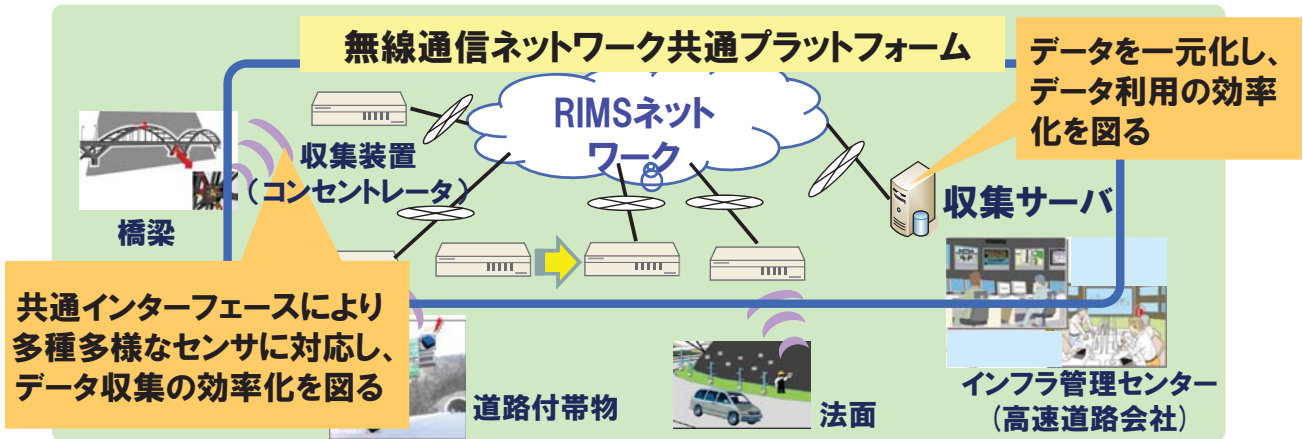 無線通信ネットワーク共通プラットフォーム
データを一元化し、
データ利用の効率
化を図る
RIMSネット
ワーク
収集装置
(コンセントレータ)
橋梁
収集サーバ
共通インターフェースにより
多種多様なセンサに対応し、
データ収集の効率化を図る
道路付帯物
法面
インフラ管理センター
(高速道路会社)